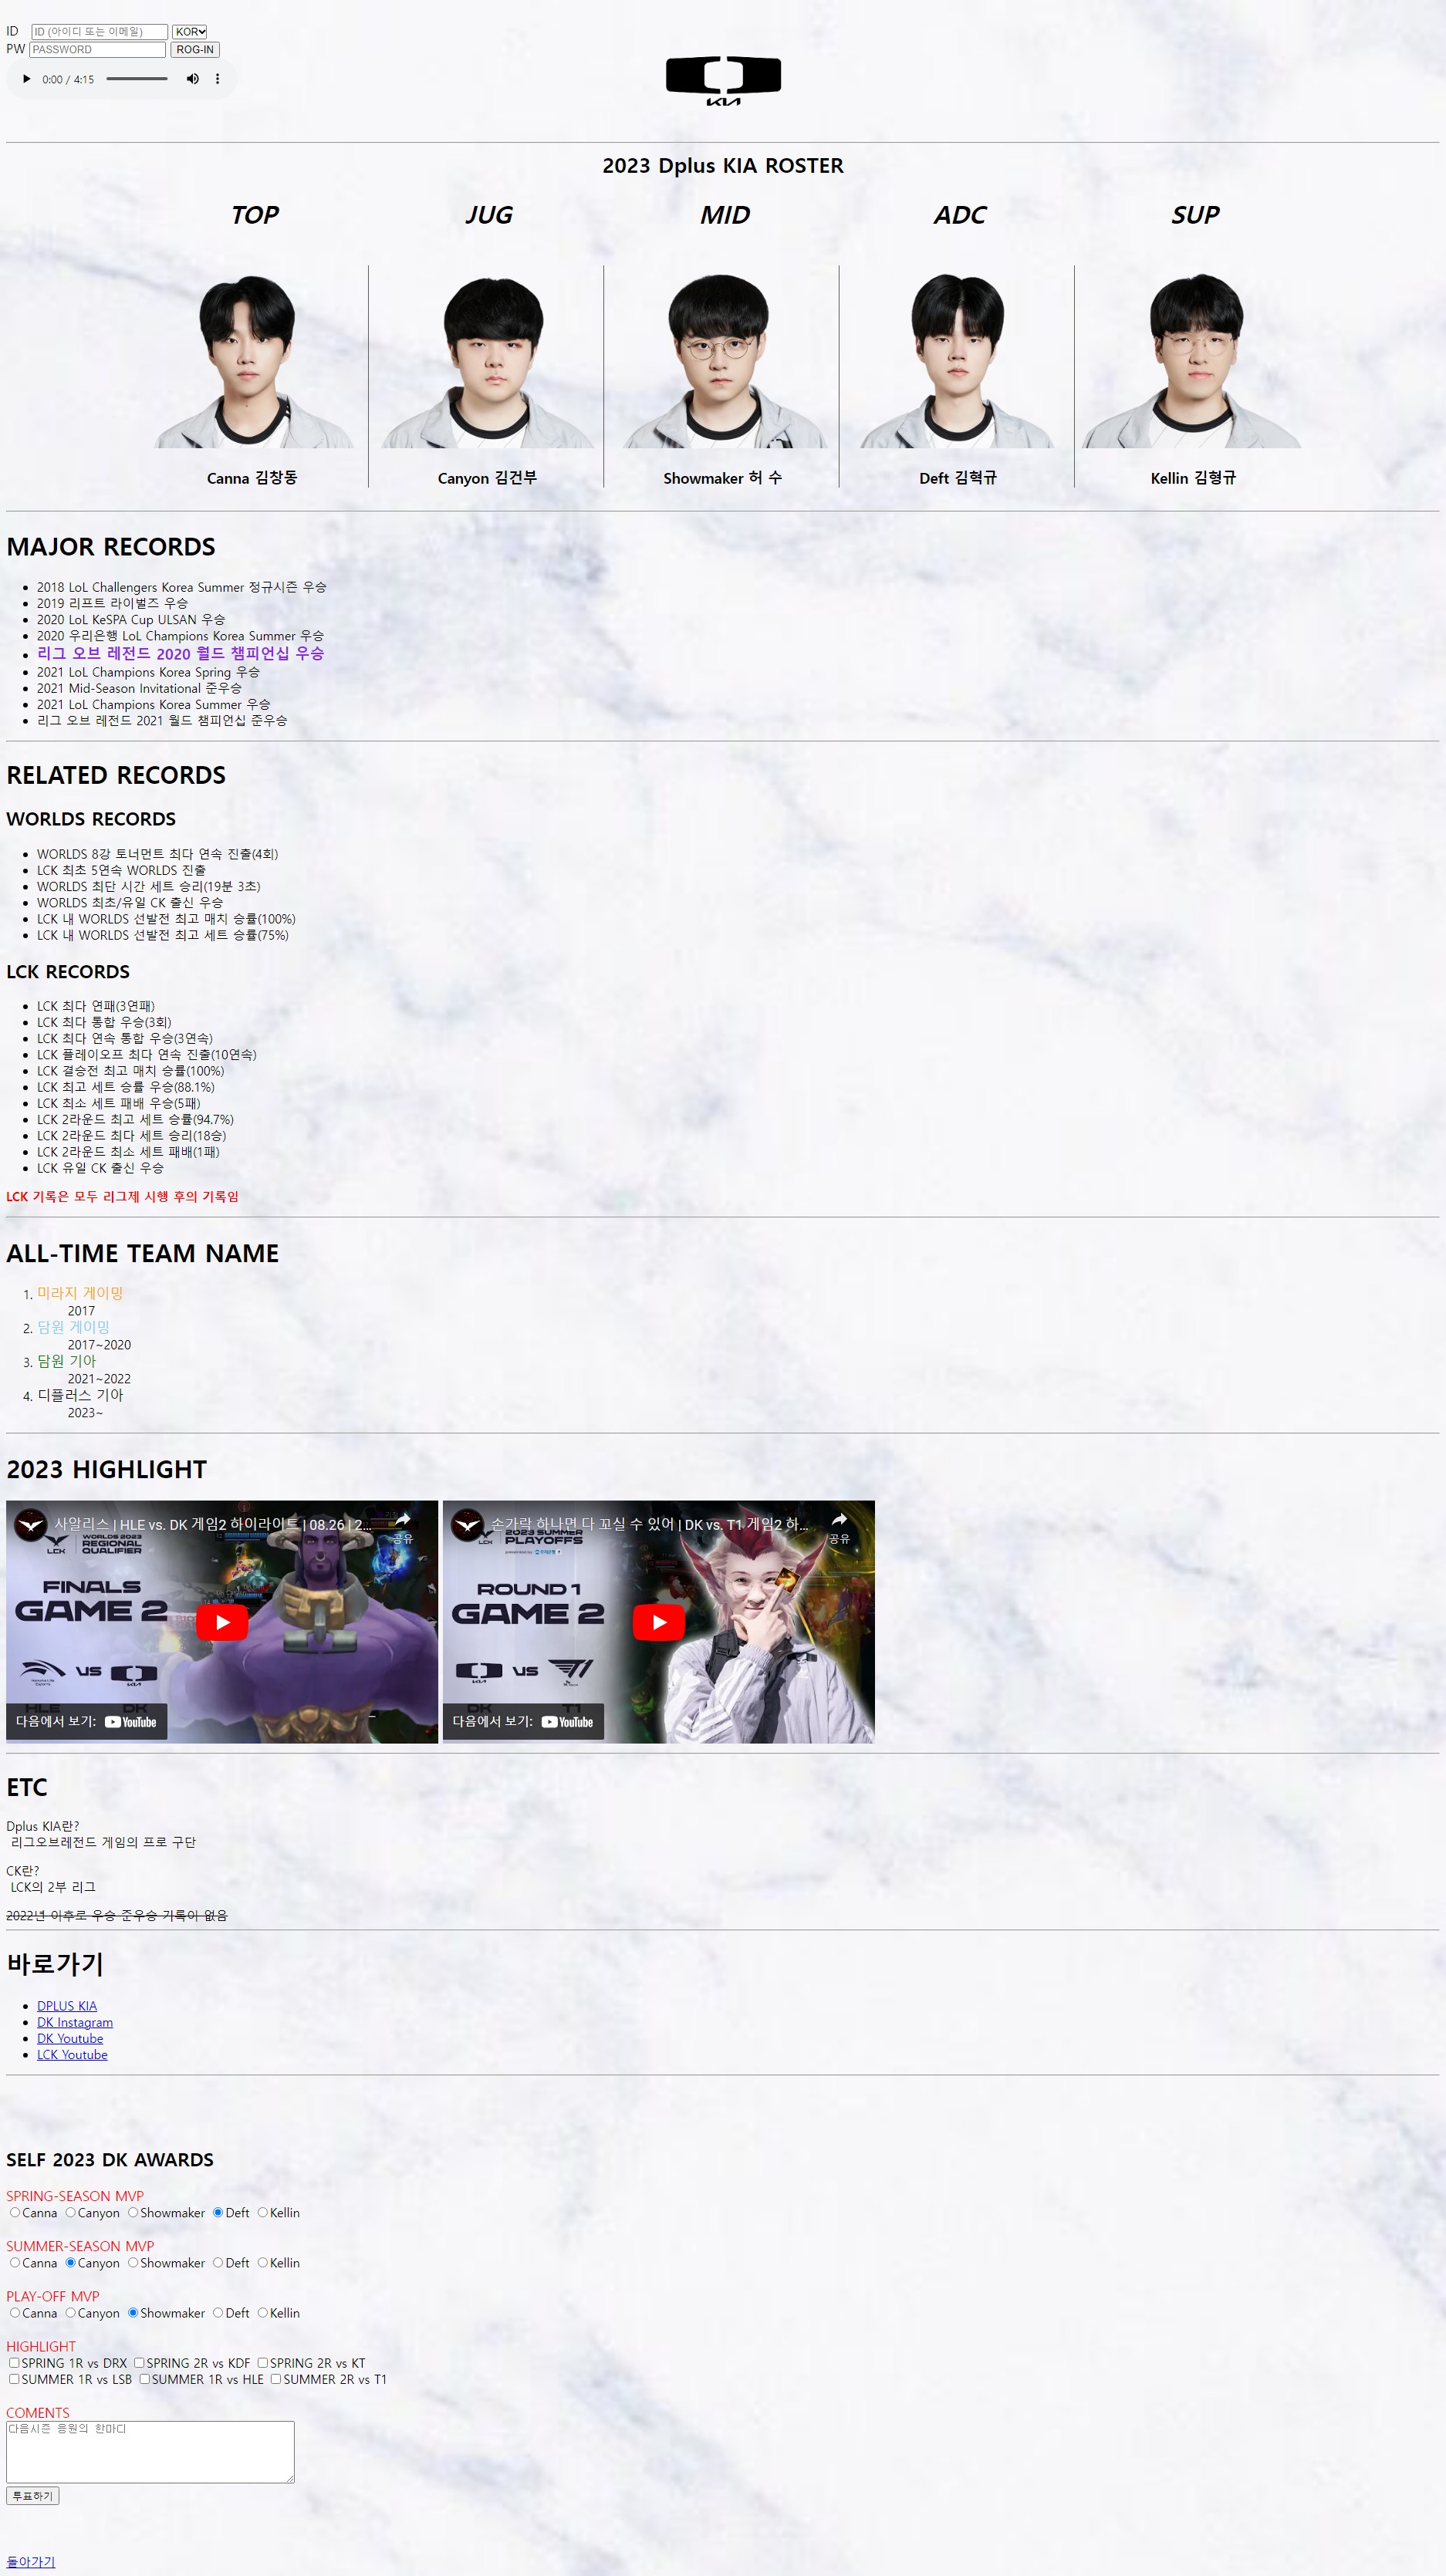 ID ID (아이디 또는 이메일) KOR
PW PASSWORD ROG-IN
0:00 / 4:15
KIA
2023 Dplus KIA ROSTER
TOP JUG MID ADC SUP
Canna 김창동 Canyon 김건부 Showmaker 허 수 Deft 김혁규 Kellin 김형규
MAJOR RECORDS
2018 LoL Challengers Korea Summer 정규시즌 우승
2019 리프트 라이벌즈 우승
2020 LoL KeSPA Cup ULSAN 우승
2020 우리은행 LoL Champions Korea Summer 우승
리그 오브 레전드 2020 월드 챔피언십 우승
2021 LoL Champions Korea Spring 우승
2021 Mid-Season Invitational 준우승
2021 LoL Champions Korea Summer 우승
리그 오브 레전드 2021 월드 챔피언십 준우승
RELATED RECORDS
WORLDS RECORDS
WORLDS 8강 토너먼트 최다 연속 진출(4회)
LCK 최초 5연속 WORLDS 진출
WORLDS 최단 시간 세트 승리(19분 3초)
WORLDS 최초/유일 CK 출신 우승
LCK 내 WORLDS 선발전 최고 매치 승률(100%)
LCK 내 WORLDS 선발전 최고 세트 승률(75%)
LCK RECORDS
LCK 최다 연패(3연패)
LCK 최다 통합 우승(3회)
LCK 최다 연속 통합 우승(3연속)
LCK 플레이오프 최다 연속 진출(10연속)
LCK 결승전 최고 매치 승률(100%)
LCK 최고 세트 승률 우승(88.1%)
LCK 최소 세트 패배 우승(5패)
LCK 2라운드 최고 세트 승률(94.7%)
LCK 2라운드 최다 세트 승리(18승)
LCK 2라운드 최소 세트 패배(1패)
LCK 유일 CK 출신 우승
LCK 기록은 모두 리그제 시행 후의 기록임
ALL-TIME TEAM NAME
1. 미라지 게이밍
2017
2. 담원 게이밍
2017~2020
3. 담원 기아
2021~2022
4. 디플러스 기아
2023~
2023 HIGHLIGHT
사알리스 | HLE vs. DK 게임2 하이라이트 | 08.26 | 2...
공유
LCK WORLDS 2023 REGIONAL QUALIFIER
FINALS
GAME 2
VS
HLE DK
다음에서 보기: YouTube
손가락 하나면 다 꼬실 수 있어 | DK vs. T1 게임2 하...
공유
LCK 2023 SUMMER PLAYOFFS
ROUND 1
GAME 2
KIA VS T1
DK T1
다음에서 보기: YouTube
ETC
Dplus KIA란?
리그오브레전드 게임의 프로 구단
CK란?
LCK의 2부 리그
2022년 이후로 우승 준우승 기록이 없음
바로가기
DPLUS KIA
DK Instagram
DK Youtube
LCK Youtube
SELF 2023 DK AWARDS
SPRING-SEASON MVP
Canna Canyon Showmaker Deft Kellin
SUMMER-SEASON MVP
Canna Canyon Showmaker Deft Kellin
PLAY-OFF MVP
Canna Canyon Showmaker Deft Kellin
HIGHLIGHT
SPRING 1R vs DRX SPRING 2R vs KDF SPRING 2R vs KT
SUMMER 1R vs LSB SUMMER 1R vs HLE SUMMER 2R vs T1
COMENTS
다음시즌 응원의 한마디
투표하기
돌아가기